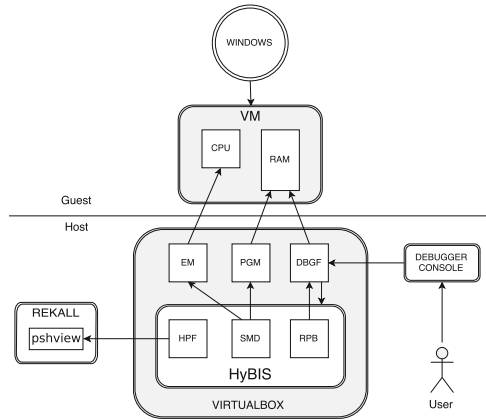 WINDOWS
VM
CPU
RAM
Guest
Host
EM
PGM
DBGF
DEBUGGER
CONSOLE
REKALL
pshview
HPF
SMD
RPB
HyBIS
VIRTUALBOX
User